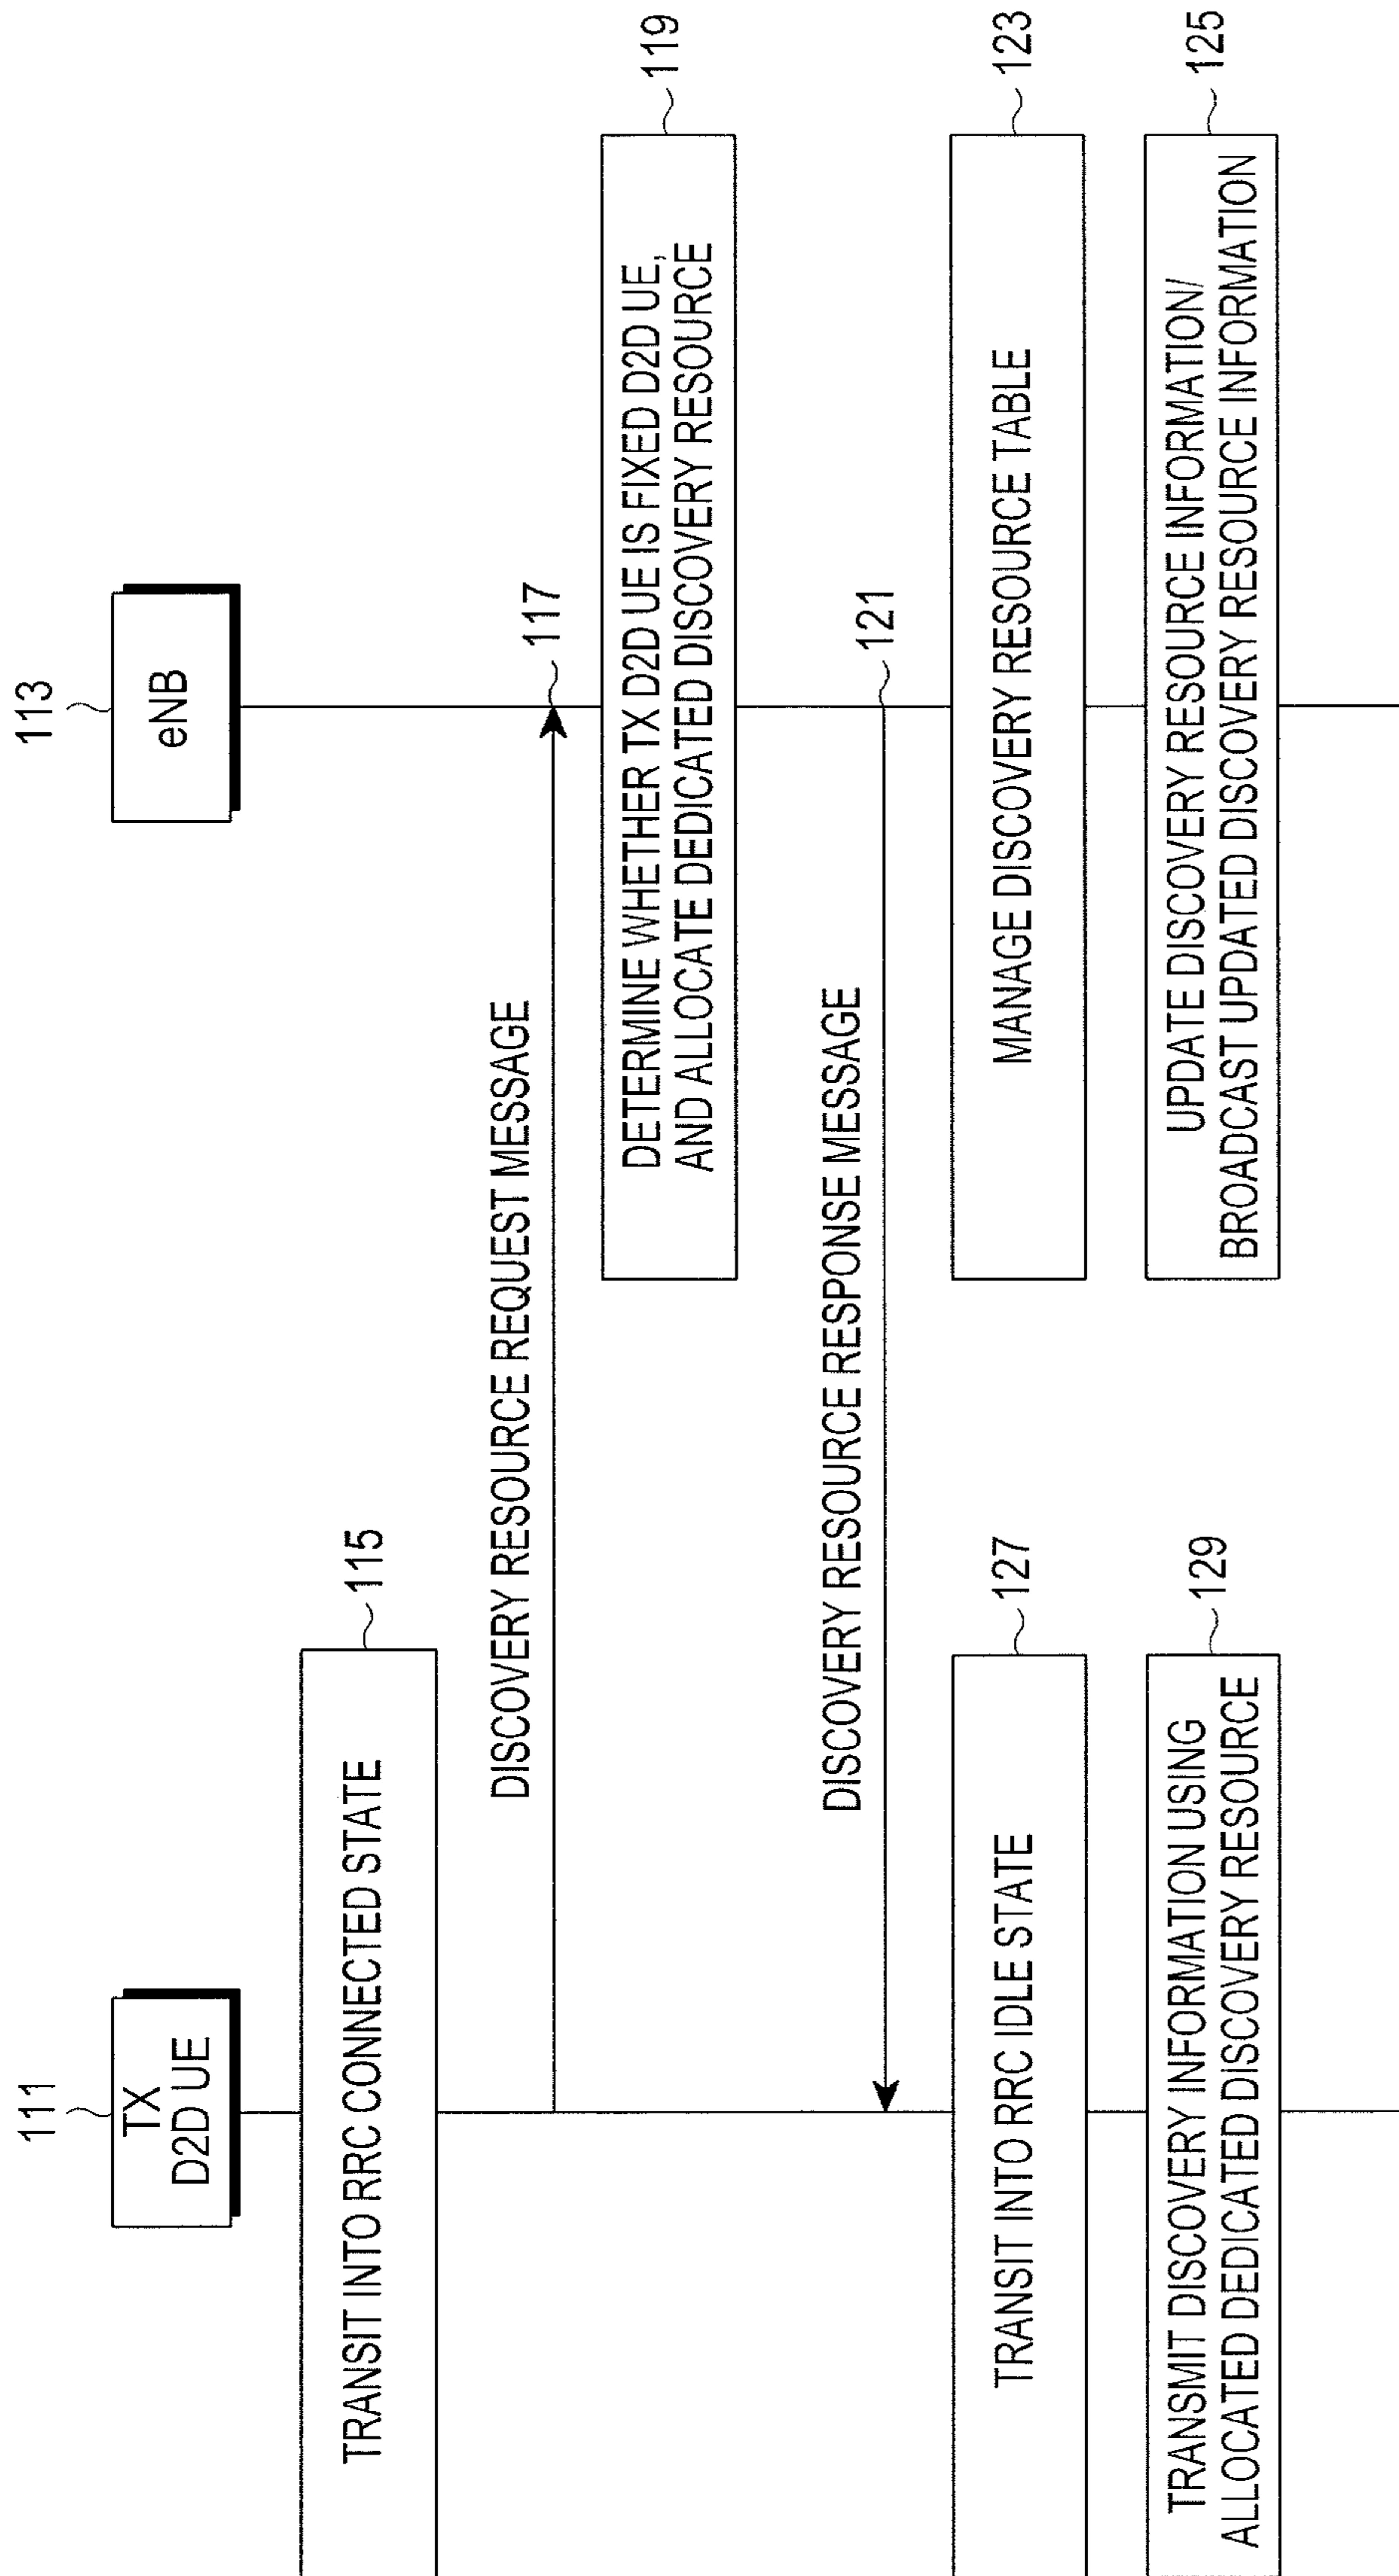 111
TX
D2D UE
113
eNB
TRANSIT INTO RRC CONNECTED STATE
115
DISCOVERY RESOURCE REQUEST MESSAGE
117
DETERMINE WHETHER TX D2D UE IS FIXED D2D UE,
AND ALLOCATE DEDICATED DISCOVERY RESOURCE
119
DISCOVERY RESOURCE RESPONSE MESSAGE
121
TRANSIT INTO RRC IDLE STATE
127
MANAGE DISCOVERY RESOURCE TABLE
123
TRANSMIT DISCOVERY INFORMATION USING
ALLOCATED DEDICATED DISCOVERY RESOURCE
129
UPDATE DISCOVERY RESOURCE INFORMATION/
BROADCAST UPDATED DISCOVERY RESOURCE INFORMATION
125